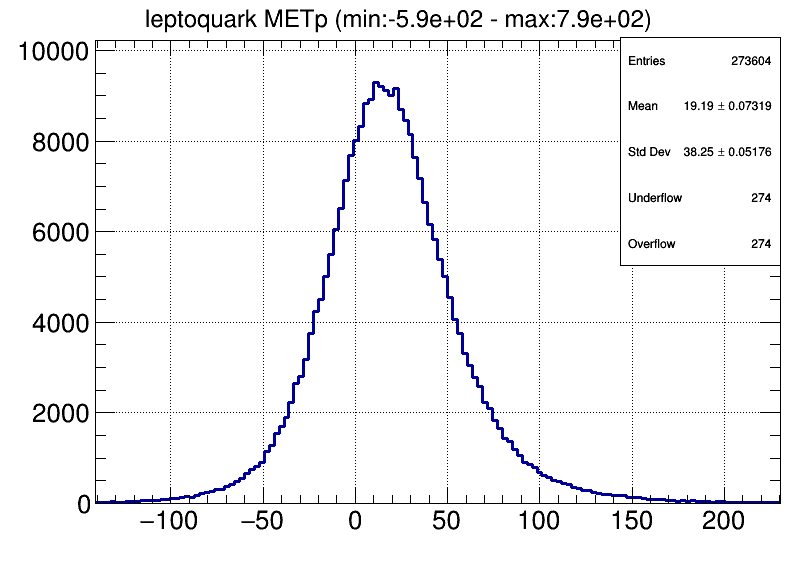 leptoquark METp (min:-5.9e+02 - max:7.9e+02)
10000
8000
6000
4000
2000
0
−100 −50 0 50 100 150 200
Entries 273604
Mean 19.19 ± 0.07319
Std Dev 38.25 ± 0.05176
Underflow 274
Overflow 274